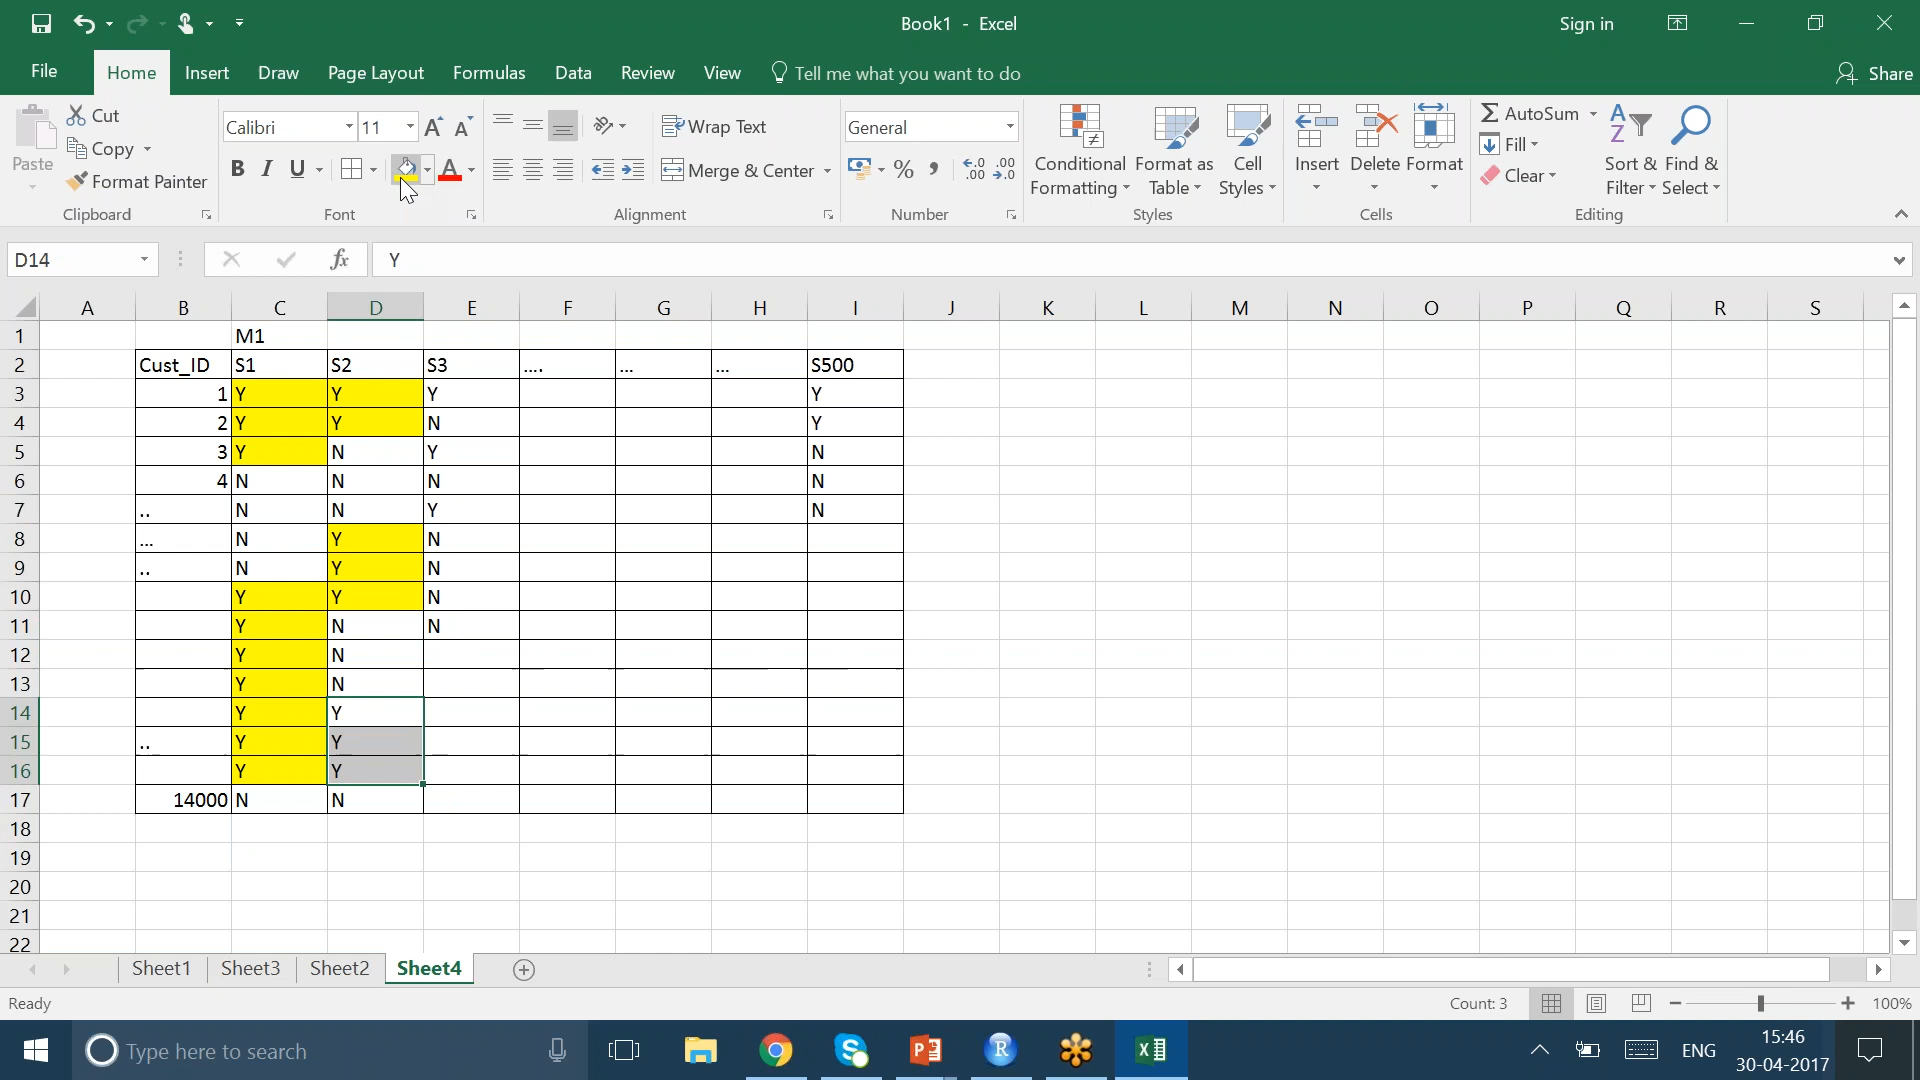 Book1 - Excel
Sign in
File Home Insert Draw Page Layout Formulas Data Review View Tell me what you want to do Share
Paste
Cut
Copy
Format Painter
Clipboard
Calibri 11
B I U A
Font
Wrap Text
Merge & Center
Alignment
General
Number
Conditional Formatting
Format as Table
Cell Styles
Styles
Insert Delete Format
Cells
AutoSum
Fill
Clear
Sort & Filter
Find & Select
Editing
D14 fx Y
A B C D E F G H I J K L M N O P Q R S
1 M1
2 Cust_ID S1 S2 S3 .... ... ... S500
3 1 Y Y Y Y
4 2 Y Y N Y
5 3 Y N Y N
6 4 N N N N
7 .. N N Y N
8 ... N Y N
9 .. N Y N
10 Y Y N
11 Y N N
12 Y N
13 Y N
14 Y Y
15 .. Y Y
16 Y Y
17 14000 N N
18
19
20
21
22
Sheet1 Sheet3 Sheet2 Sheet4
Ready Count: 3 100%
Type here to search ENG 15:46
30-04-2017